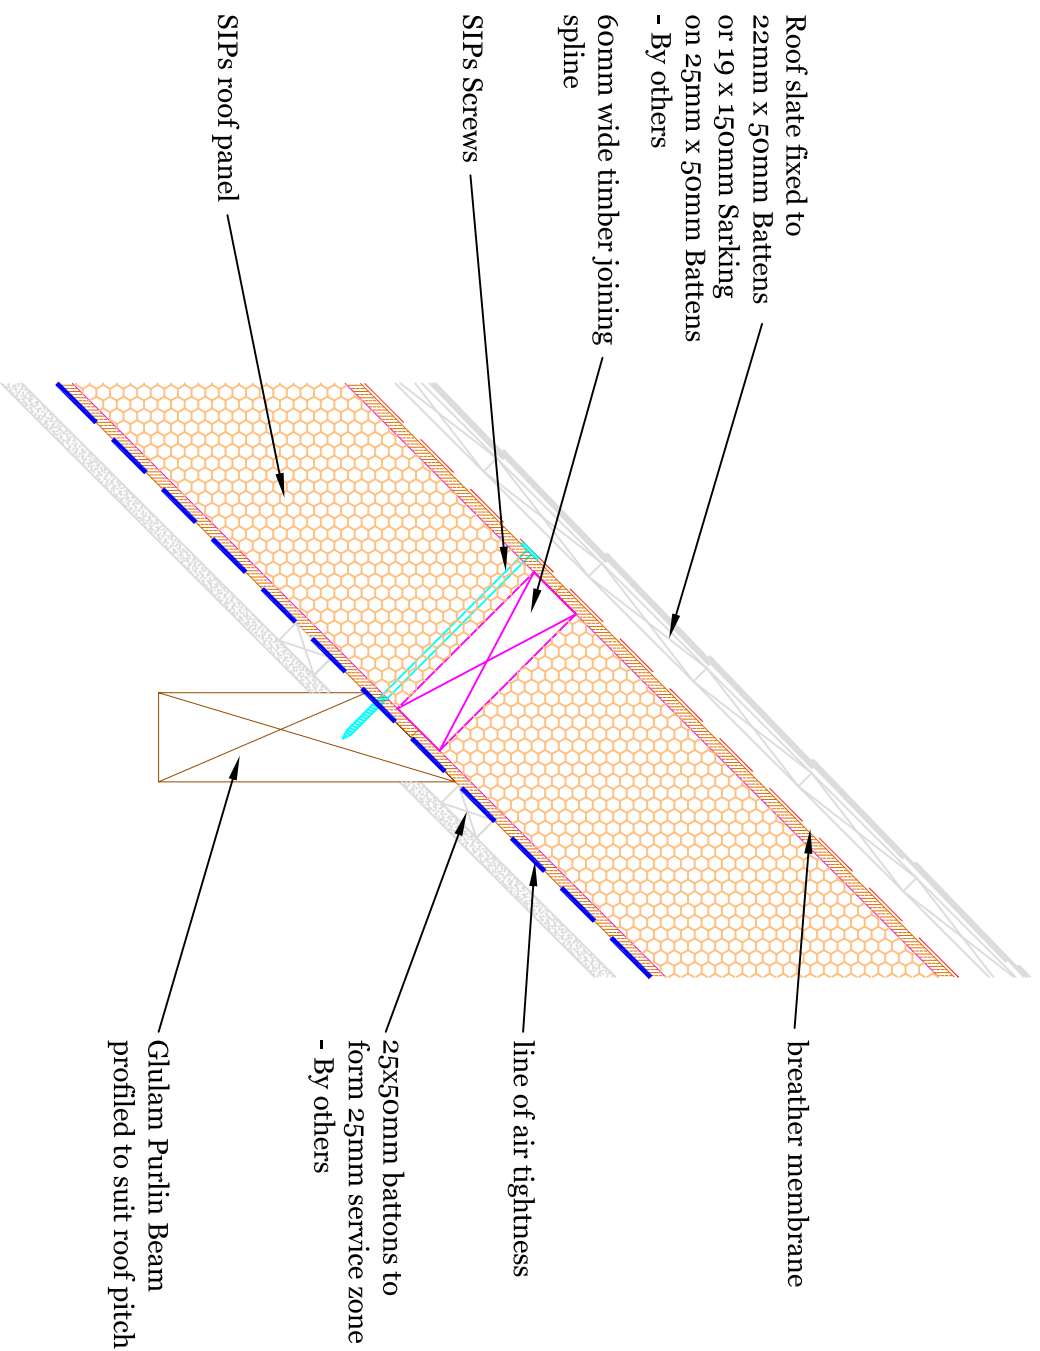 Roof slate fixed to
22mm x 50mm Battens
or 19 x 150mm Sarking
on 25mm x 50mm Battens
- By others
60mm wide timber joining
spline
SIPs Screws
SIPs roof panel
breather membrane
line of air tightness
25x50mm battons to
form 25mm service zone
- By others
Glulam Purlin Beam
profiled to suit roof pitch